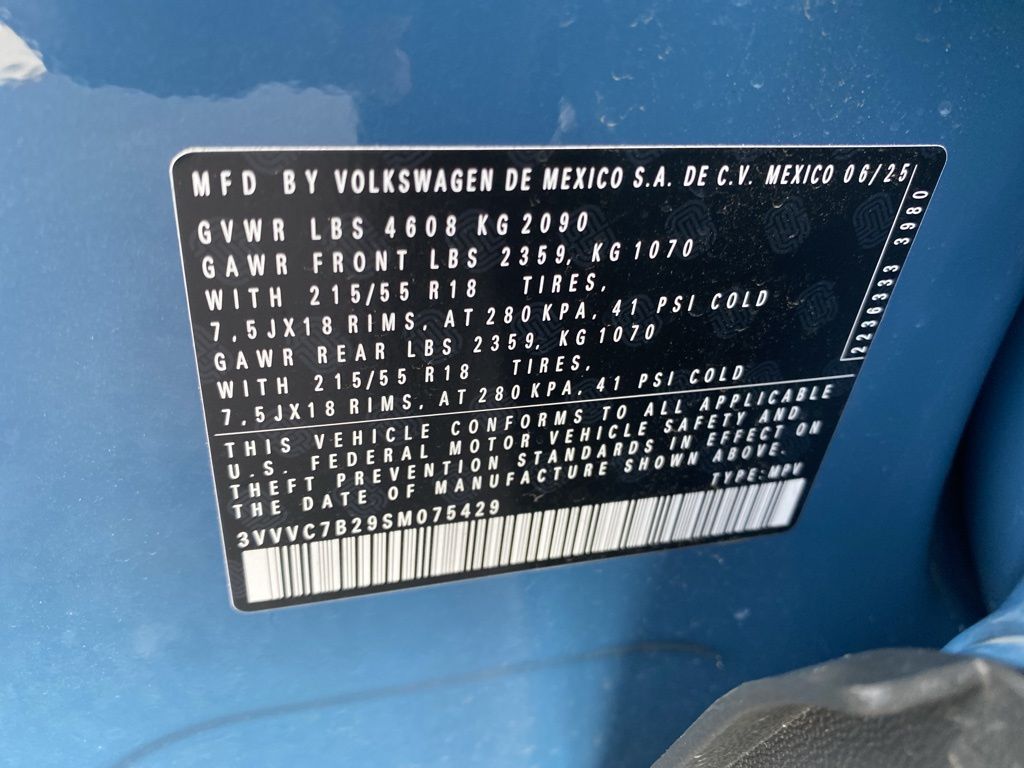 MFD BY VOLKSWAGEN DE MEXICO S.A. DE C.V. MEXICO 06/25
GVWR LBS 4608 KG 2090
GAWR FRONT LBS 2359, KG 1070
WITH 215/55 R18 TIRES,
7,5JX18 RIMS, AT 280 KPA, 41 PSI COLD
GAWR REAR LBS 2359, KG 1070
WITH 215/55 R18 TIRES,
7,5JX18 RIMS, AT 280 KPA, 41 PSI COLD
2236333 3980
THIS VEHICLE CONFORMS TO ALL APPLICABLE
U.S. FEDERAL MOTOR VEHICLE SAFETY AND
THEFT PREVENTION STANDARDS IN EFFECT ON
THE DATE OF MANUFACTURE SHOWN ABOVE.
TYPE: MPV
3VVVC7B29SM075429